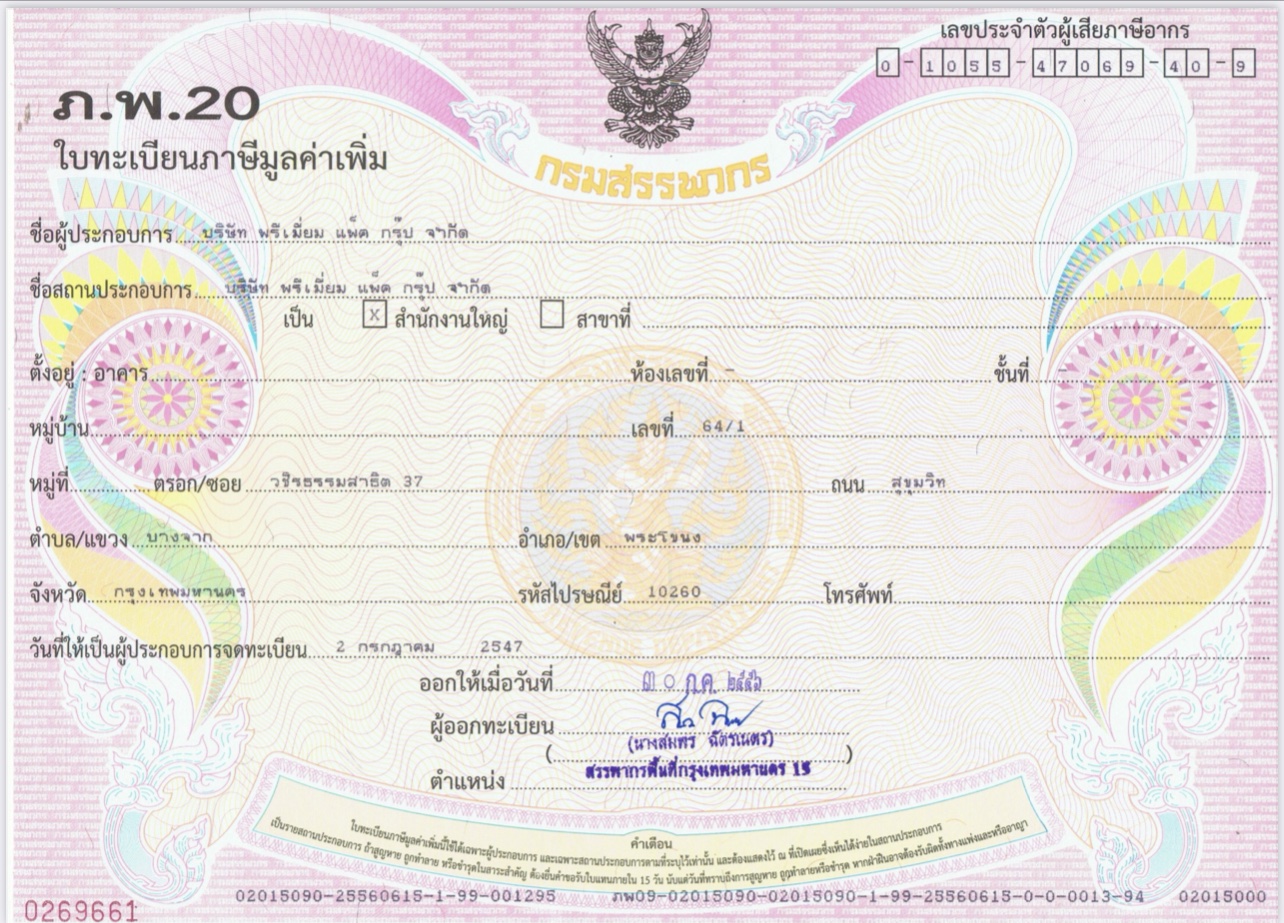 เลขประจำตัวผู้เสียภาษีอากร
0-1055-47069-40-9
ภ.พ.20
ใบทะเบียนภาษีมูลค่าเพิ่ม
กรมสรรพากร
ชื่อผู้ประกอบการ บริษัท พรีเมี่ยม แพ็ค กรุ๊ป จำกัด
ชื่อสถานประกอบการ บริษัท พรีเมี่ยม แพ็ค กรุ๊ป จำกัด
เป็น X สำนักงานใหญ่ สาขาที่
ตั้งอยู่ : อาคาร ห้องเลขที่ - ชั้นที่ -
หมู่บ้าน เลขที่ 64/1
หมู่ที่ ตรอก/ซอย วชิรธรรมสาธิต 37 ถนน สุขุมวิท
ตำบล/แขวง บางจาก อำเภอ/เขต พระโขนง
จังหวัด กรุงเทพมหานคร รหัสไปรษณีย์ 10260 โทรศัพท์
วันที่ให้เป็นผู้ประกอบการจดทะเบียน 2 กรกฎาคม 2547
ออกให้เมื่อวันที่ ๓๐ ก.ค. ๒๕๕๖
ผู้ออกทะเบียน
(นางสมทร ฉัตรเนตร)
ตำแหน่ง สรรพากรพื้นที่กรุงเทพมหานคร 15
คำเตือน
ใบทะเบียนภาษีมูลค่าเพิ่มนี้ใช้ได้เฉพาะผู้ประกอบการ และเฉพาะสถานประกอบการตามที่ระบุไว้เท่านั้น และต้องแสดงไว้ ณ ที่เปิดเผยซึ่งเห็นได้ง่ายในสถานประกอบการ
เป็นรายสถานประกอบการ ถ้าสูญหาย ถูกทำลาย หรือชำรุดในสาระสำคัญ ต้องยื่นคำขอรับใบแทนภายใน 15 วัน นับแต่วันที่ทราบถึงการสูญหาย ถูกทำลายหรือชำรุด หากฝ่าฝืนอาจต้องรับผิดทั้งทางแพ่งและหรืออาญา
02015090-25560615-1-99-001295 ภพ09-02015090-02015090-1-99-25560615-0-0-0013-94 02015000
0269661